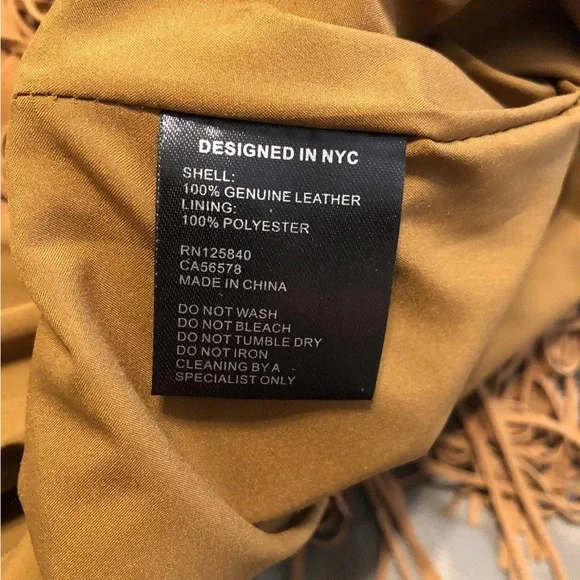 DESIGNED IN NYC
SHELL:
100% GENUINE LEATHER
LINING:
100% POLYESTER
RN125840
CA56578
MADE IN CHINA
DO NOT WASH
DO NOT BLEACH
DO NOT TUMBLE DRY
DO NOT IRON
CLEANING BY A
SPECIALIST ONLY